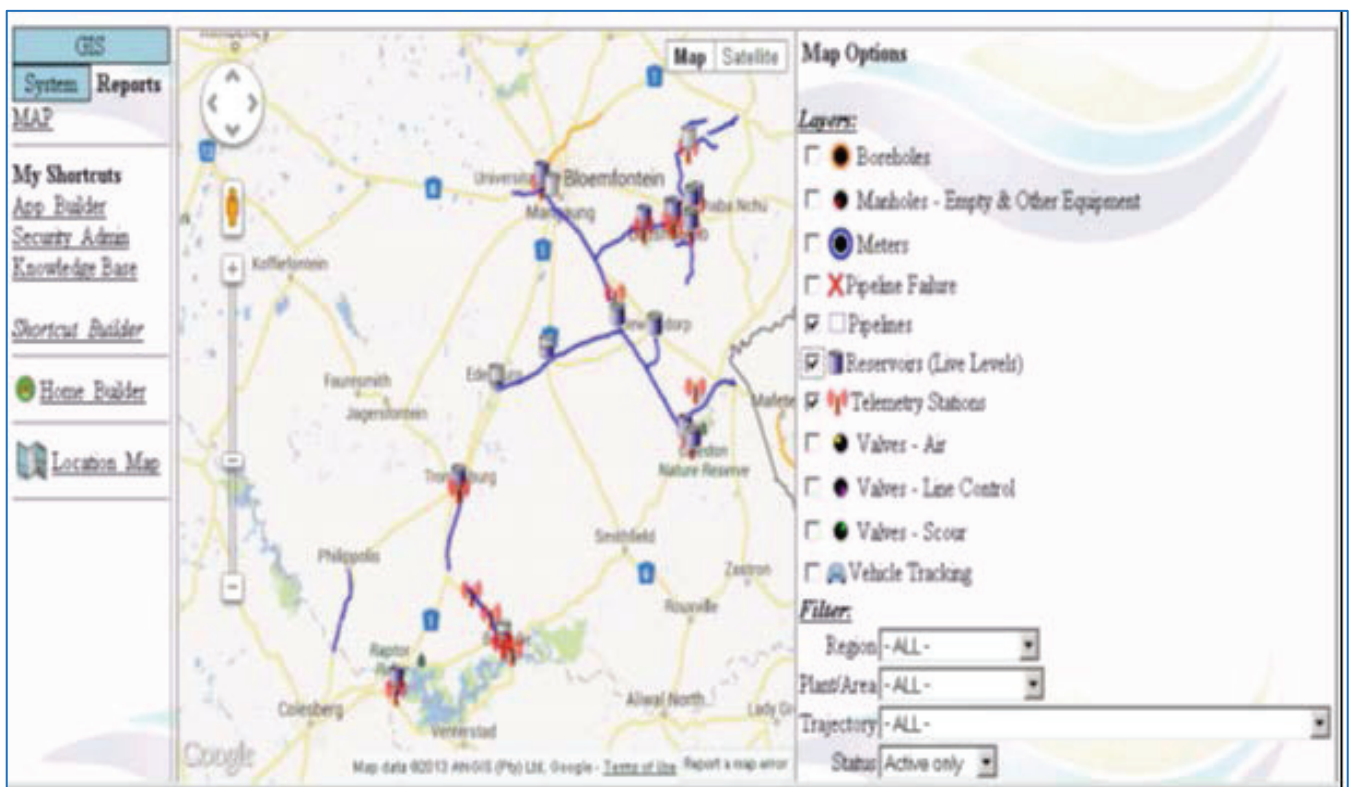 GIS
System Reports
MAP
My Shortcuts
App Builder
Security Admin
Knowledge Base
Shortcut Builder
Home Builder
Location Map
Map Satellite
Bloemfontein
Koffiefontein
Fauresmith
Jagersfontein
Nature Reserve
Smithfield
Philippolis
Zastron
Rouxville
Raptor
Colesberg
Aliwal North
Venterstad
Google
Map data ©2013 AfriGIS (Pty) Ltd, Google - Terms of Use Report a map error
Map Options
Layers:
Boreholes
Manholes - Empty & Other Equipment
Meters
Pipeline Failure
Pipelines
Reservoirs (Live Levels)
Telemetry Stations
Valves - Air
Valves - Line Control
Valves - Scour
Vehicle Tracking
Filter:
Region - ALL -
Plant/Area - ALL -
Trajectory - ALL -
Status Active only